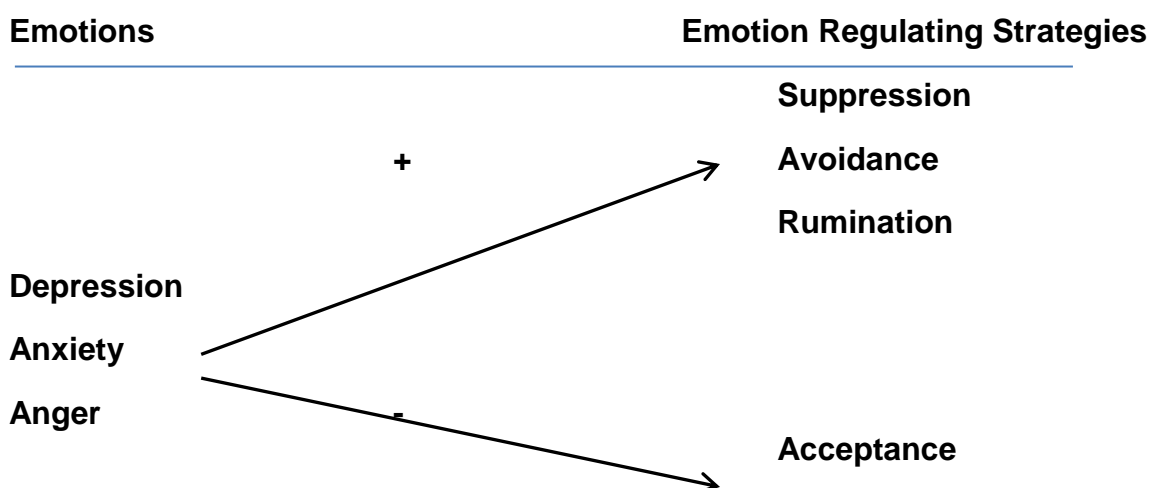 Emotions Emotion Regulating Strategies
Suppression
+ Avoidance
Rumination
Depression
Anxiety
Anger -
Acceptance